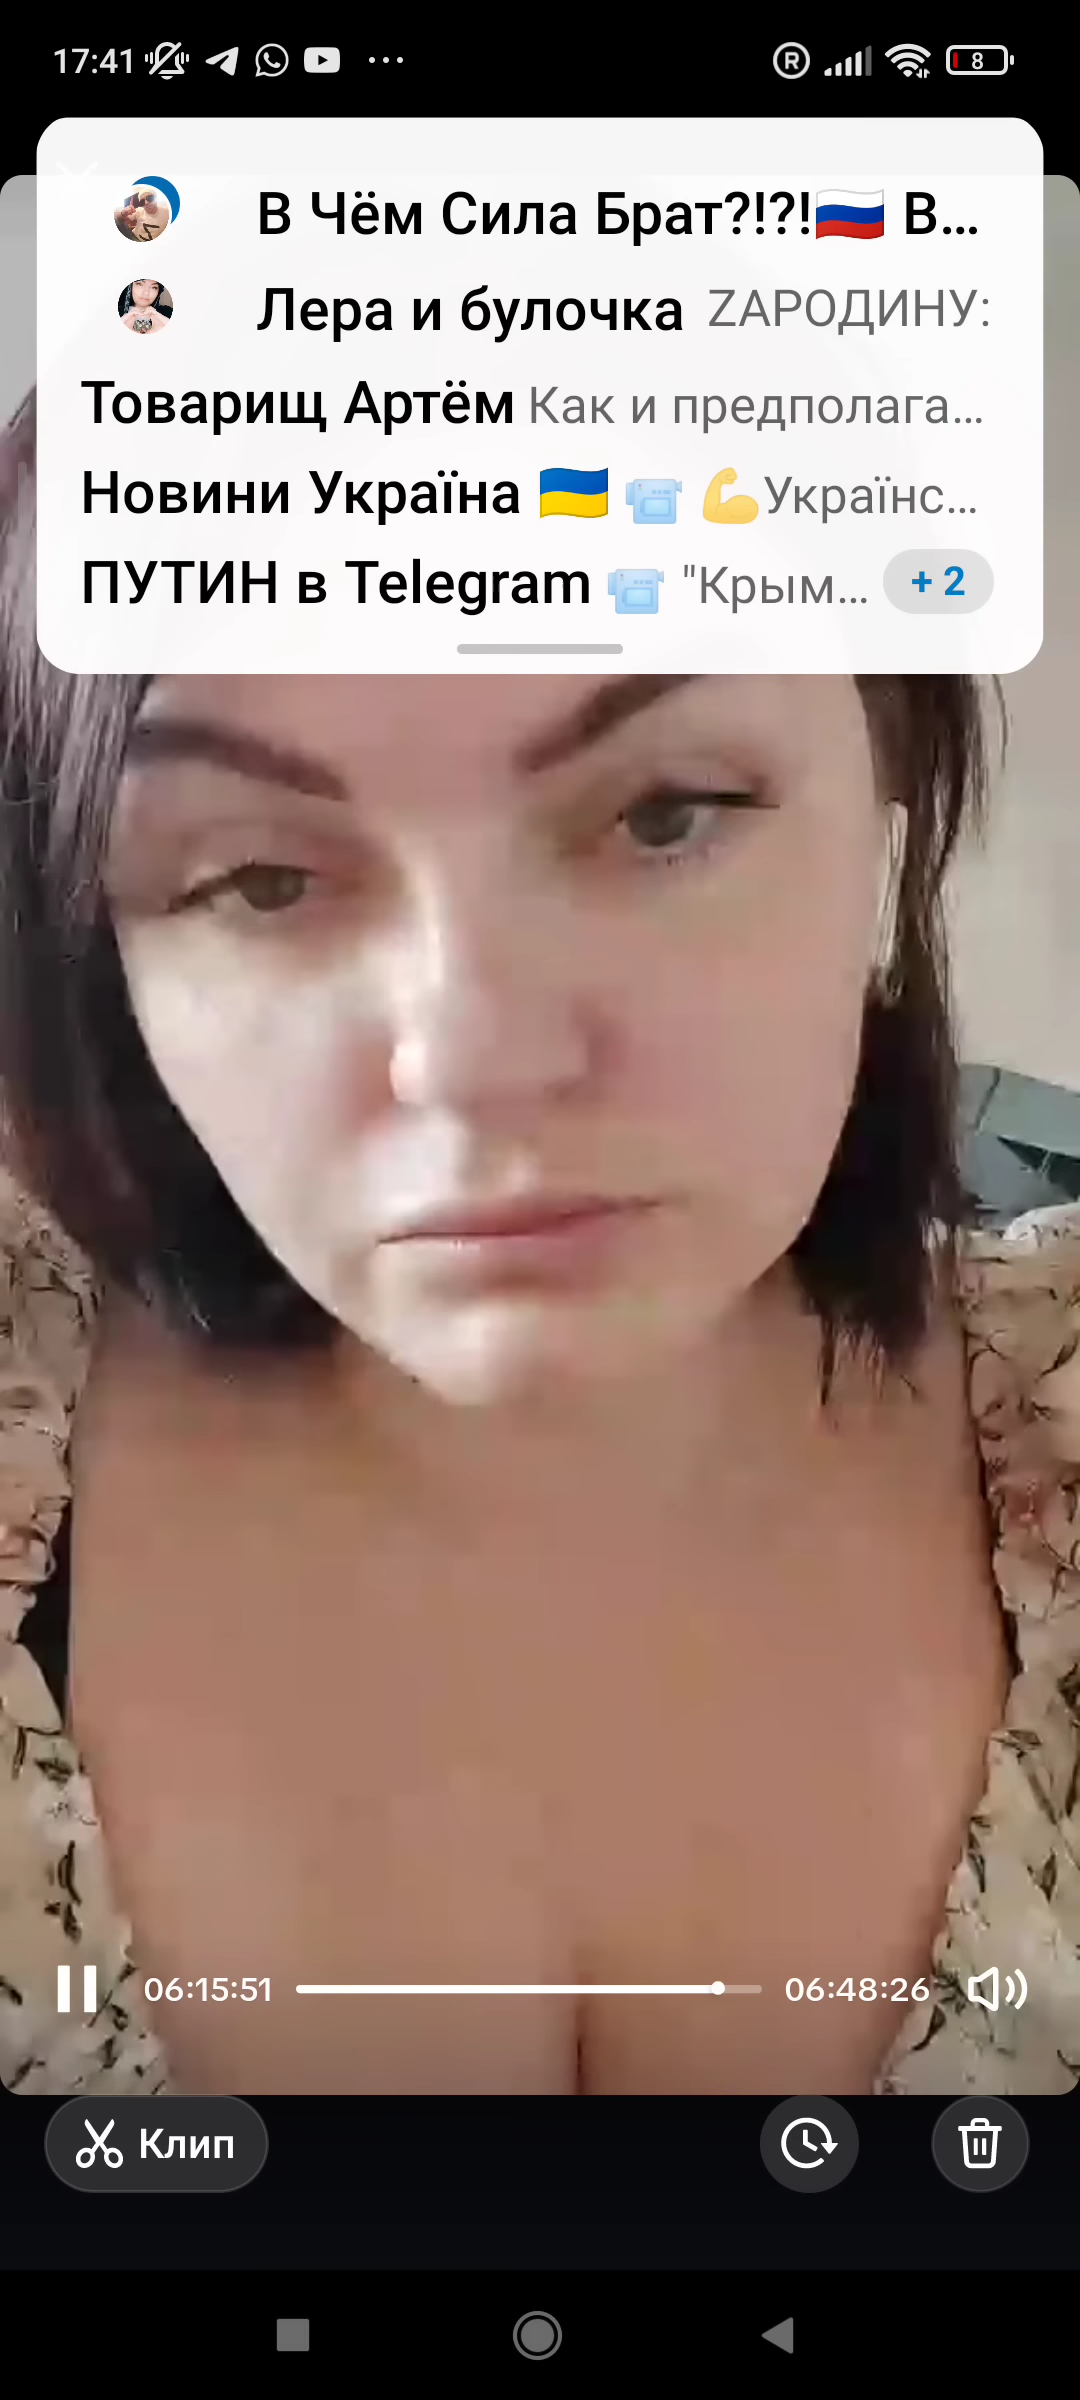 17:41 ... R 8
В Чём Сила Брат?!?!🇷🇺 В...
Лера и булочка ZАРОДИНУ:
Товарищ Артём Как и предполага...
Новини Україна 🇺🇦 📹 💪Українс...
ПУТИН в Telegram 📹 "Крым... + 2
06:15:51 06:48:26
Клип